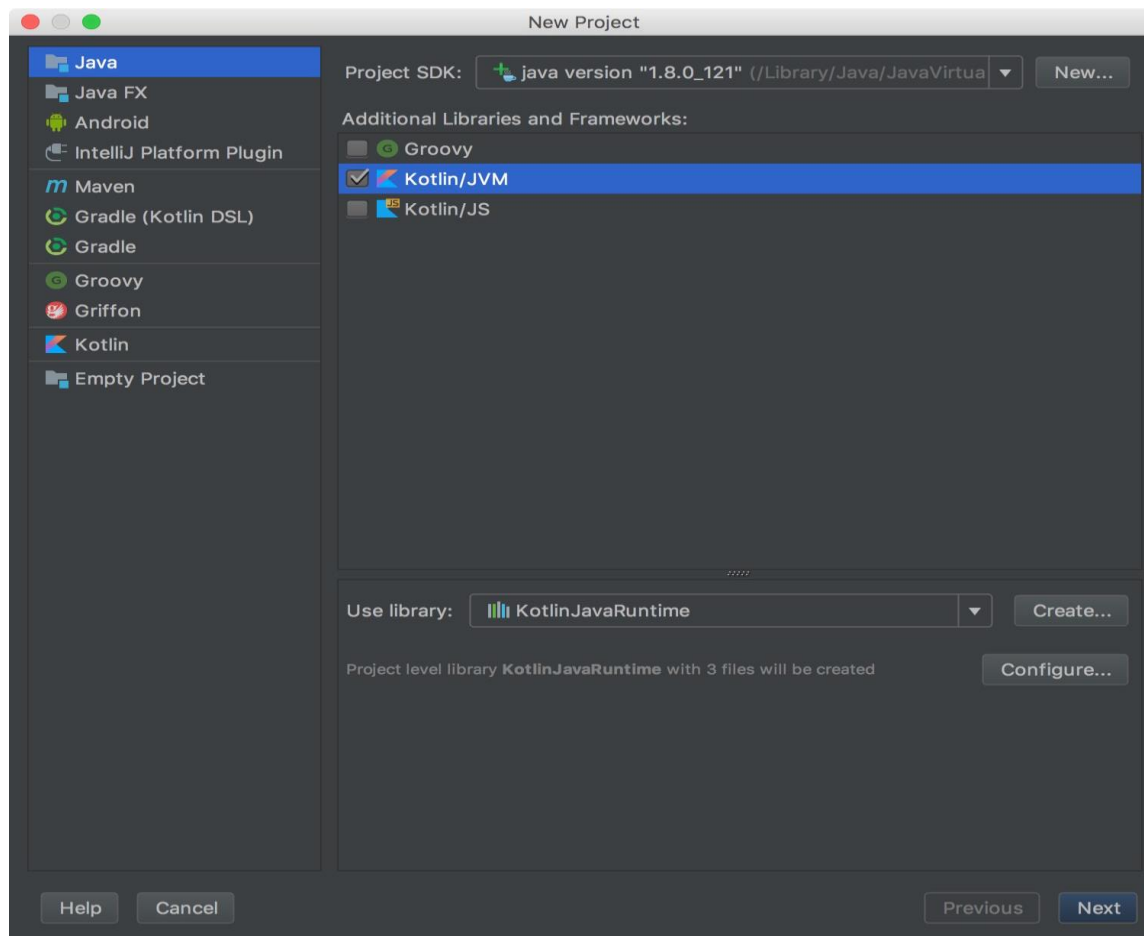 New Project
Java
Java FX
Android
IntelliJ Platform Plugin
Maven
Gradle (Kotlin DSL)
Gradle
Groovy
Griffon
Kotlin
Empty Project
Project SDK: java version "1.8.0_121" (/Library/Java/JavaVirtua New...
Additional Libraries and Frameworks:
Groovy
Kotlin/JVM
Kotlin/JS
Use library: KotlinJavaRuntime Create...
Project level library KotlinJavaRuntime with 3 files will be created Configure...
Help Cancel Previous Next